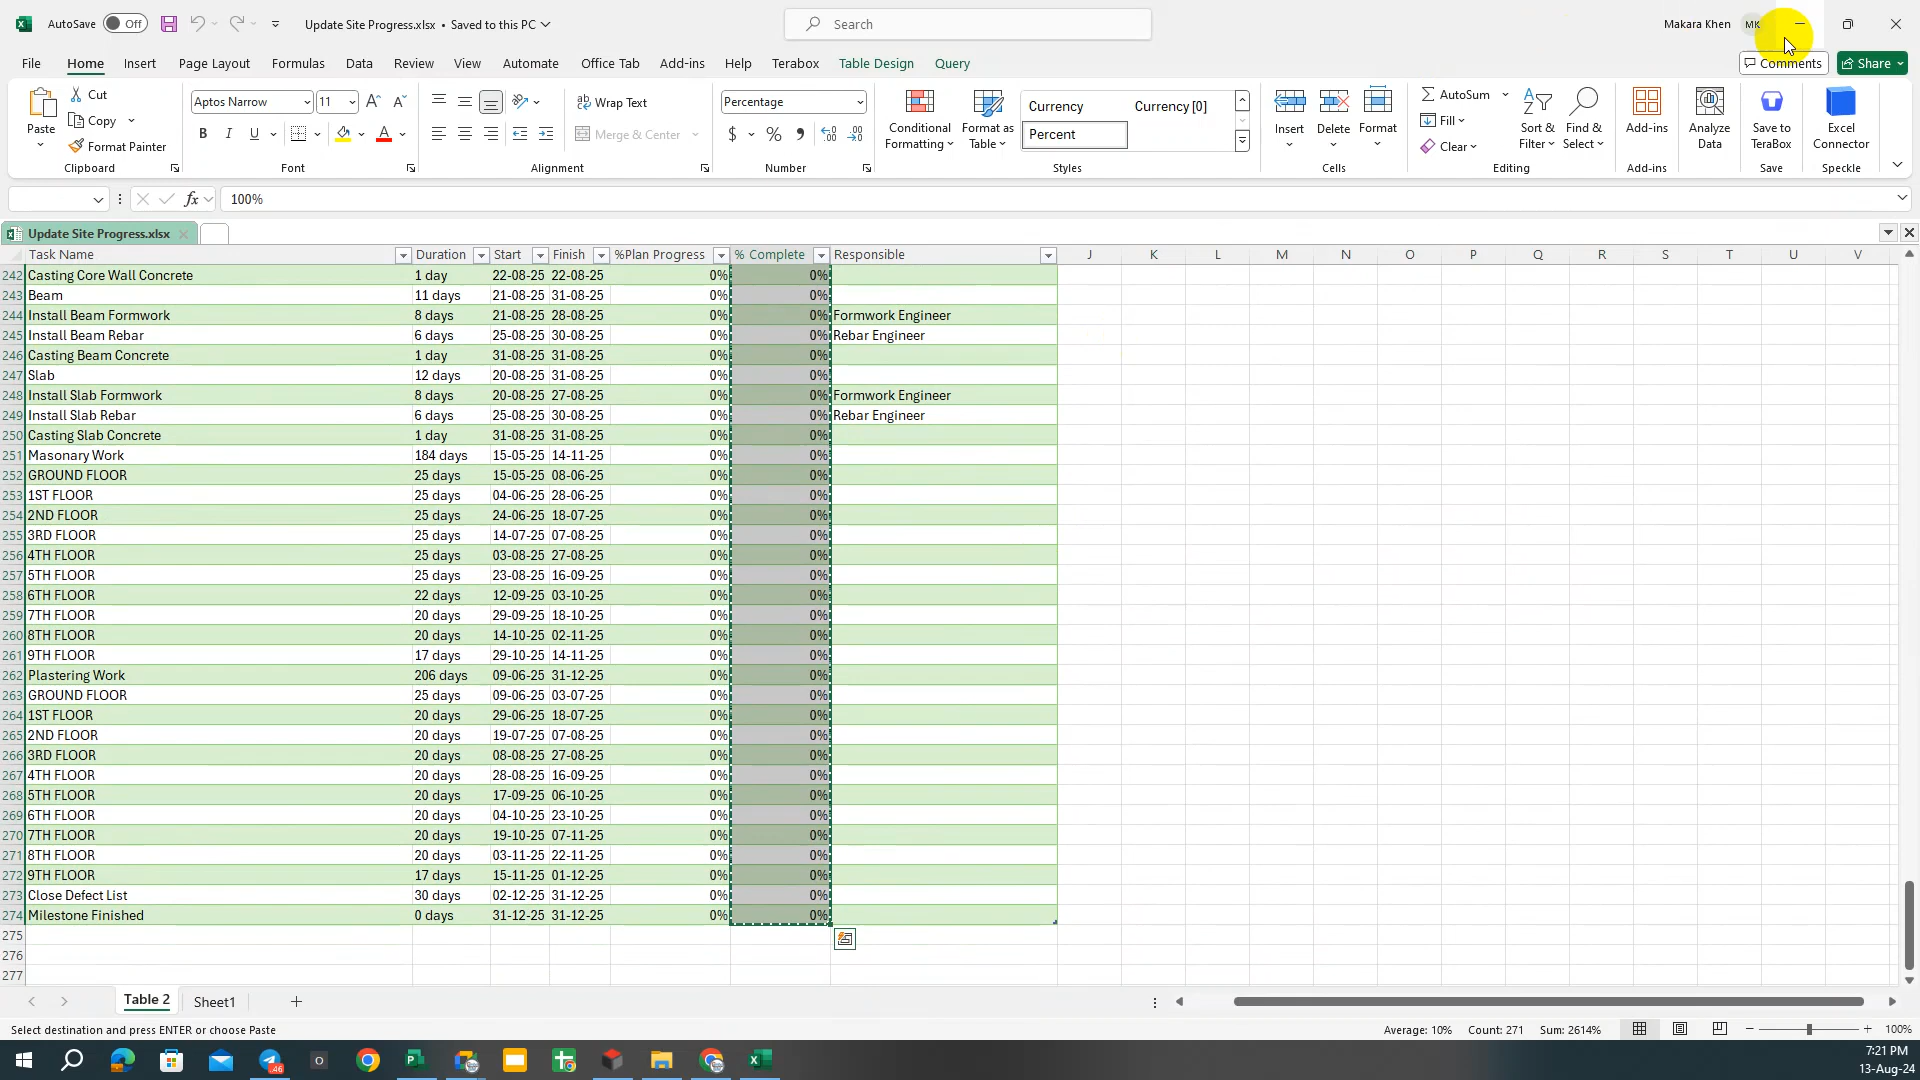 AutoSave Off Update Site Progress.xlsx • Saved to this PC Search Makara Khen MK
File Home Insert Page Layout Formulas Data Review View Automate Office Tab Add-ins Help Terabox Table Design Query Comments Share
Paste Cut Copy Format Painter Clipboard
Aptos Narrow 11 B I U A Font
Wrap Text Merge & Center Alignment
Percentage $ % Number
Conditional Formatting Format as Table Currency Currency [0] Percent Styles
Insert Delete Format Cells
AutoSum Fill Clear Sort & Filter Find & Select Editing
Add-ins Add-ins
Analyze Data
Save to TeraBox Save
Excel Connector Speckle
fx 100%
Update Site Progress.xlsx
Task Name Duration Start Finish %Plan Progress % Complete Responsible J K L M N O P Q R S T U V
242 Casting Core Wall Concrete 1 day 22-08-25 22-08-25 0% 0%
243 Beam 11 days 21-08-25 31-08-25 0% 0%
244 Install Beam Formwork 8 days 21-08-25 28-08-25 0% 0% Formwork Engineer
245 Install Beam Rebar 6 days 25-08-25 30-08-25 0% 0% Rebar Engineer
246 Casting Beam Concrete 1 day 31-08-25 31-08-25 0% 0%
247 Slab 12 days 20-08-25 31-08-25 0% 0%
248 Install Slab Formwork 8 days 20-08-25 27-08-25 0% 0% Formwork Engineer
249 Install Slab Rebar 6 days 25-08-25 30-08-25 0% 0% Rebar Engineer
250 Casting Slab Concrete 1 day 31-08-25 31-08-25 0% 0%
251 Masonary Work 184 days 15-05-25 14-11-25 0% 0%
252 GROUND FLOOR 25 days 15-05-25 08-06-25 0% 0%
253 1ST FLOOR 25 days 04-06-25 28-06-25 0% 0%
254 2ND FLOOR 25 days 24-06-25 18-07-25 0% 0%
255 3RD FLOOR 25 days 14-07-25 07-08-25 0% 0%
256 4TH FLOOR 25 days 03-08-25 27-08-25 0% 0%
257 5TH FLOOR 25 days 23-08-25 16-09-25 0% 0%
258 6TH FLOOR 22 days 12-09-25 03-10-25 0% 0%
259 7TH FLOOR 20 days 29-09-25 18-10-25 0% 0%
260 8TH FLOOR 20 days 14-10-25 02-11-25 0% 0%
261 9TH FLOOR 17 days 29-10-25 14-11-25 0% 0%
262 Plastering Work 206 days 09-06-25 31-12-25 0% 0%
263 GROUND FLOOR 25 days 09-06-25 03-07-25 0% 0%
264 1ST FLOOR 20 days 29-06-25 18-07-25 0% 0%
265 2ND FLOOR 20 days 19-07-25 07-08-25 0% 0%
266 3RD FLOOR 20 days 08-08-25 27-08-25 0% 0%
267 4TH FLOOR 20 days 28-08-25 16-09-25 0% 0%
268 5TH FLOOR 20 days 17-09-25 06-10-25 0% 0%
269 6TH FLOOR 20 days 04-10-25 23-10-25 0% 0%
270 7TH FLOOR 20 days 19-10-25 07-11-25 0% 0%
271 8TH FLOOR 20 days 03-11-25 22-11-25 0% 0%
272 9TH FLOOR 17 days 15-11-25 01-12-25 0% 0%
273 Close Defect List 30 days 02-12-25 31-12-25 0% 0%
274 Milestone Finished 0 days 31-12-25 31-12-25 0% 0%
275
276
277
Table 2 Sheet1
Select destination and press ENTER or choose Paste Average: 10% Count: 271 Sum: 2614% 100%
7:21 PM
13-Aug-24